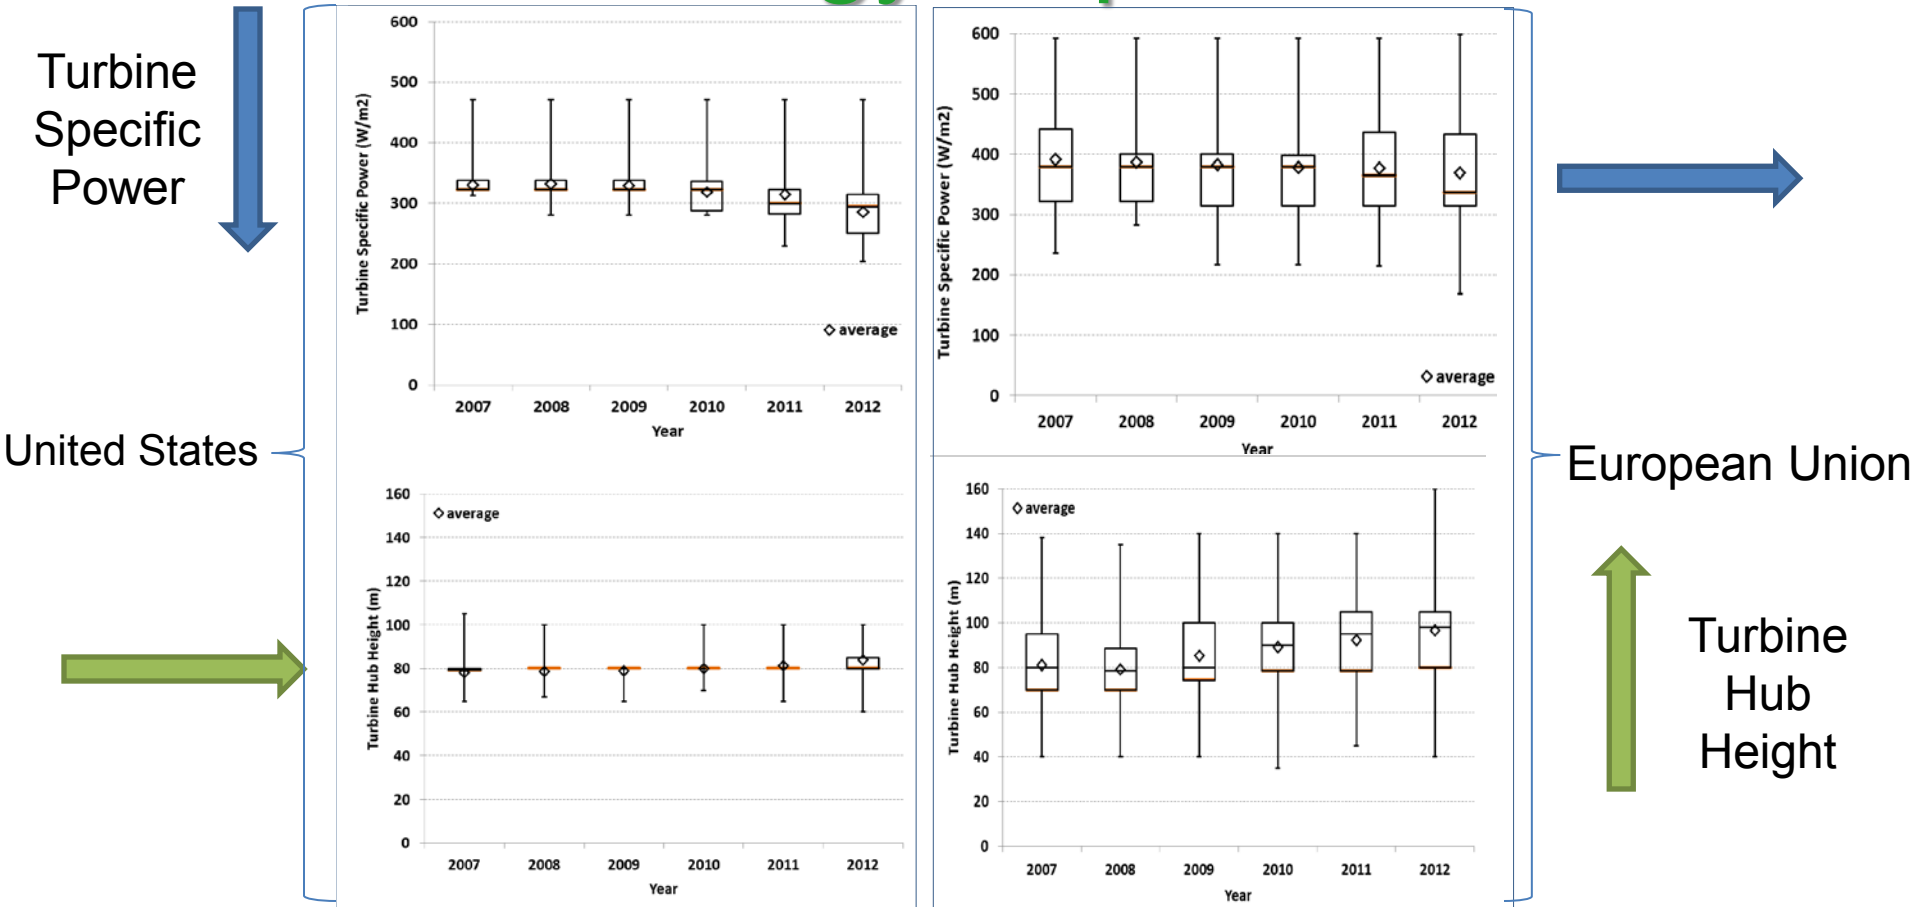 Turbine
Specific
Power
United States
Turbine Specific Power (W/m2)
600
500
400
300
200
100
0
◇ average
2007 2008 2009 2010 2011 2012
Year
Turbine Specific Power (W/m2)
600
500
400
300
200
100
0
◇ average
2007 2008 2009 2010 2011 2012
Year
Turbine Hub Height (m)
160
140
120
100
80
60
40
20
0
◇ average
2007 2008 2009 2010 2011 2012
Year
Turbine Hub Height (m)
160
140
120
100
80
60
40
20
0
◇ average
2007 2008 2009 2010 2011 2012
Year
European Union
Turbine
Hub
Height